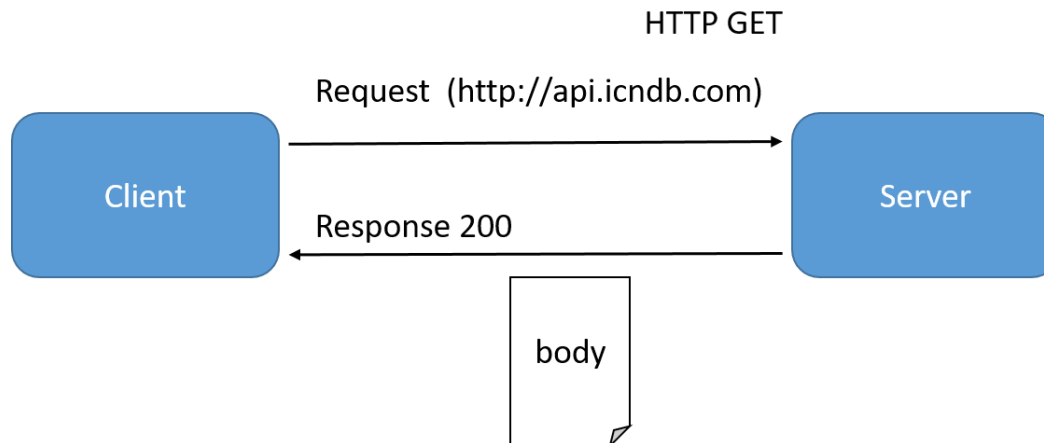 HTTP GET
Request  (http://api.icndb.com)
Client
Server
Response 200
body